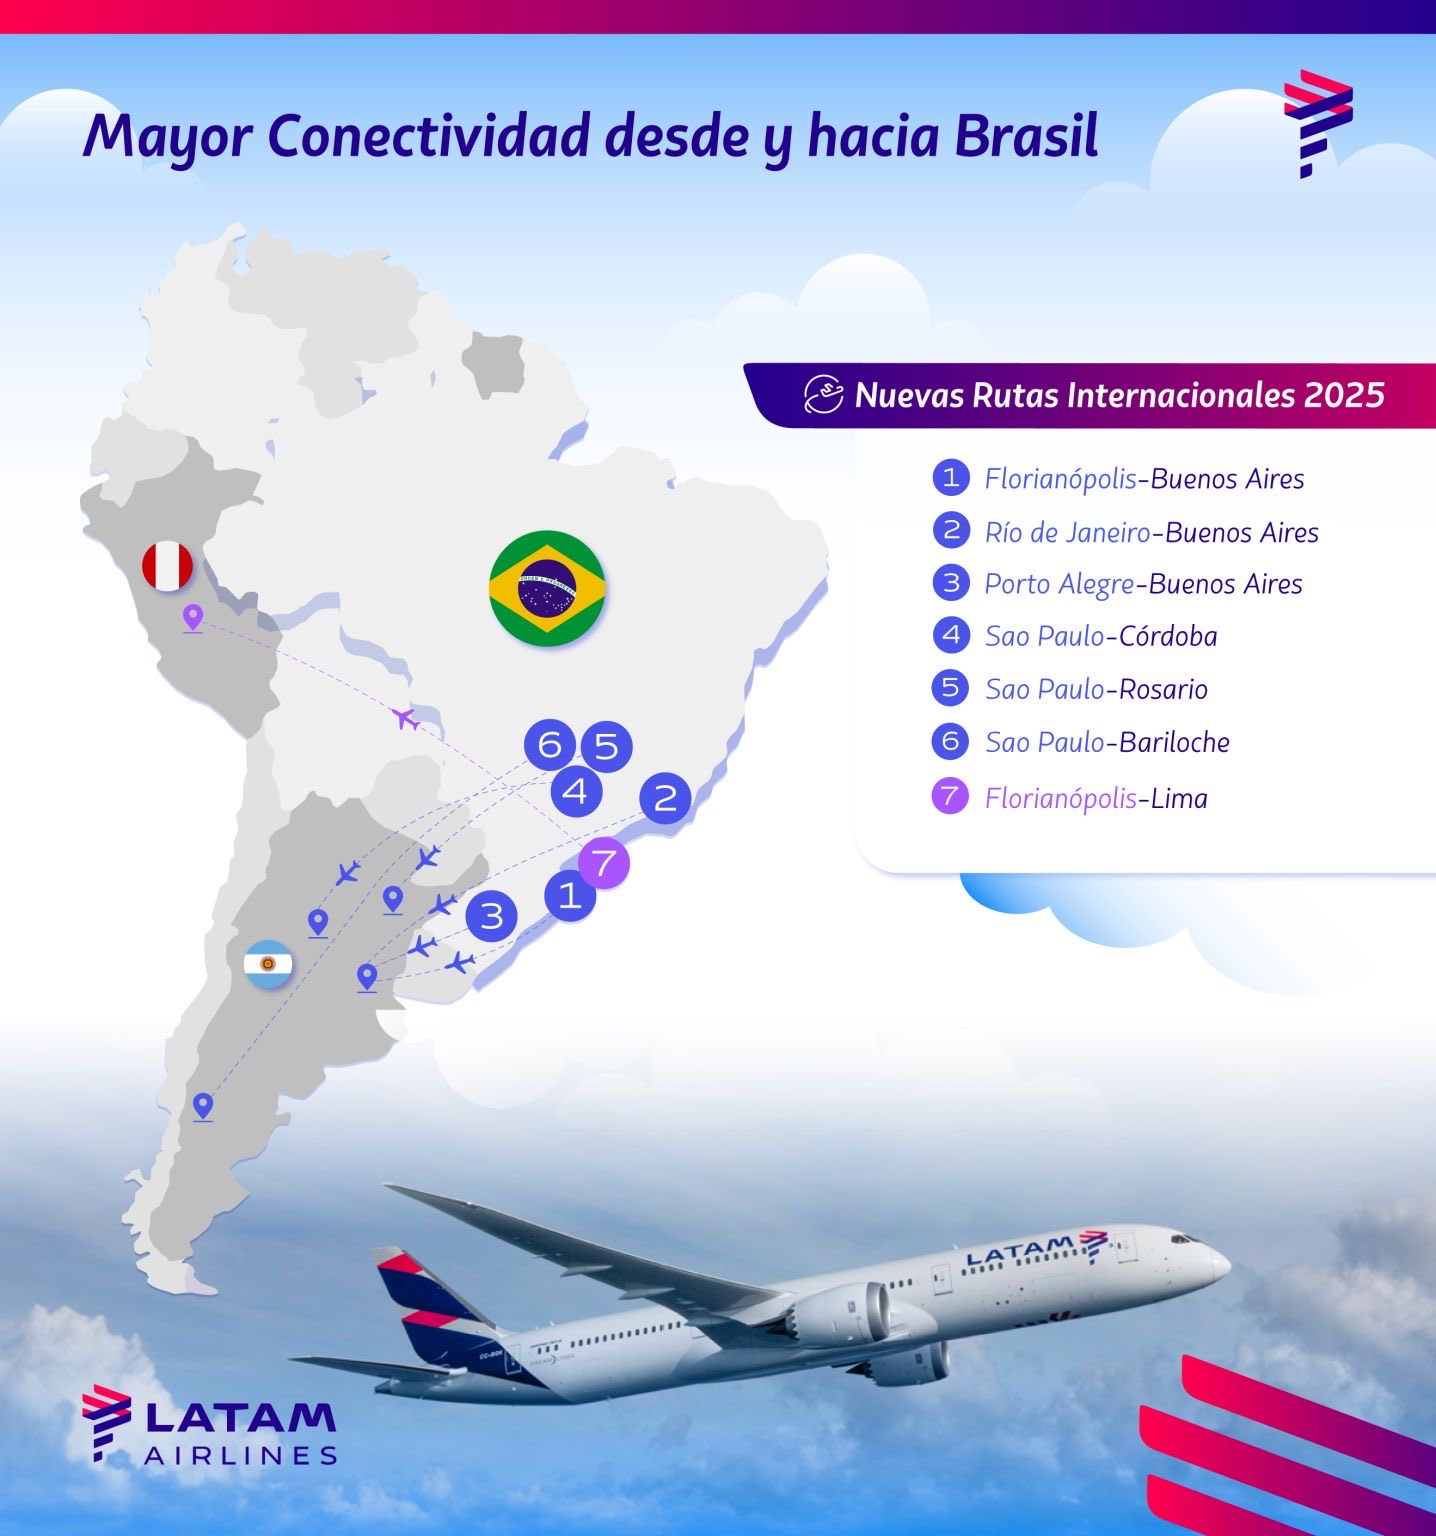 Mayor Conectividad desde y hacia Brasil
Nuevas Rutas Internacionales 2025
1 Florianópolis-Buenos Aires
2 Río de Janeiro-Buenos Aires
3 Porto Alegre-Buenos Aires
4 Sao Paulo-Córdoba
5 Sao Paulo-Rosario
6 Sao Paulo-Bariloche
7 Florianópolis-Lima
6 5
4 2
7
1
3
LATAM
LATAM
AIRLINES